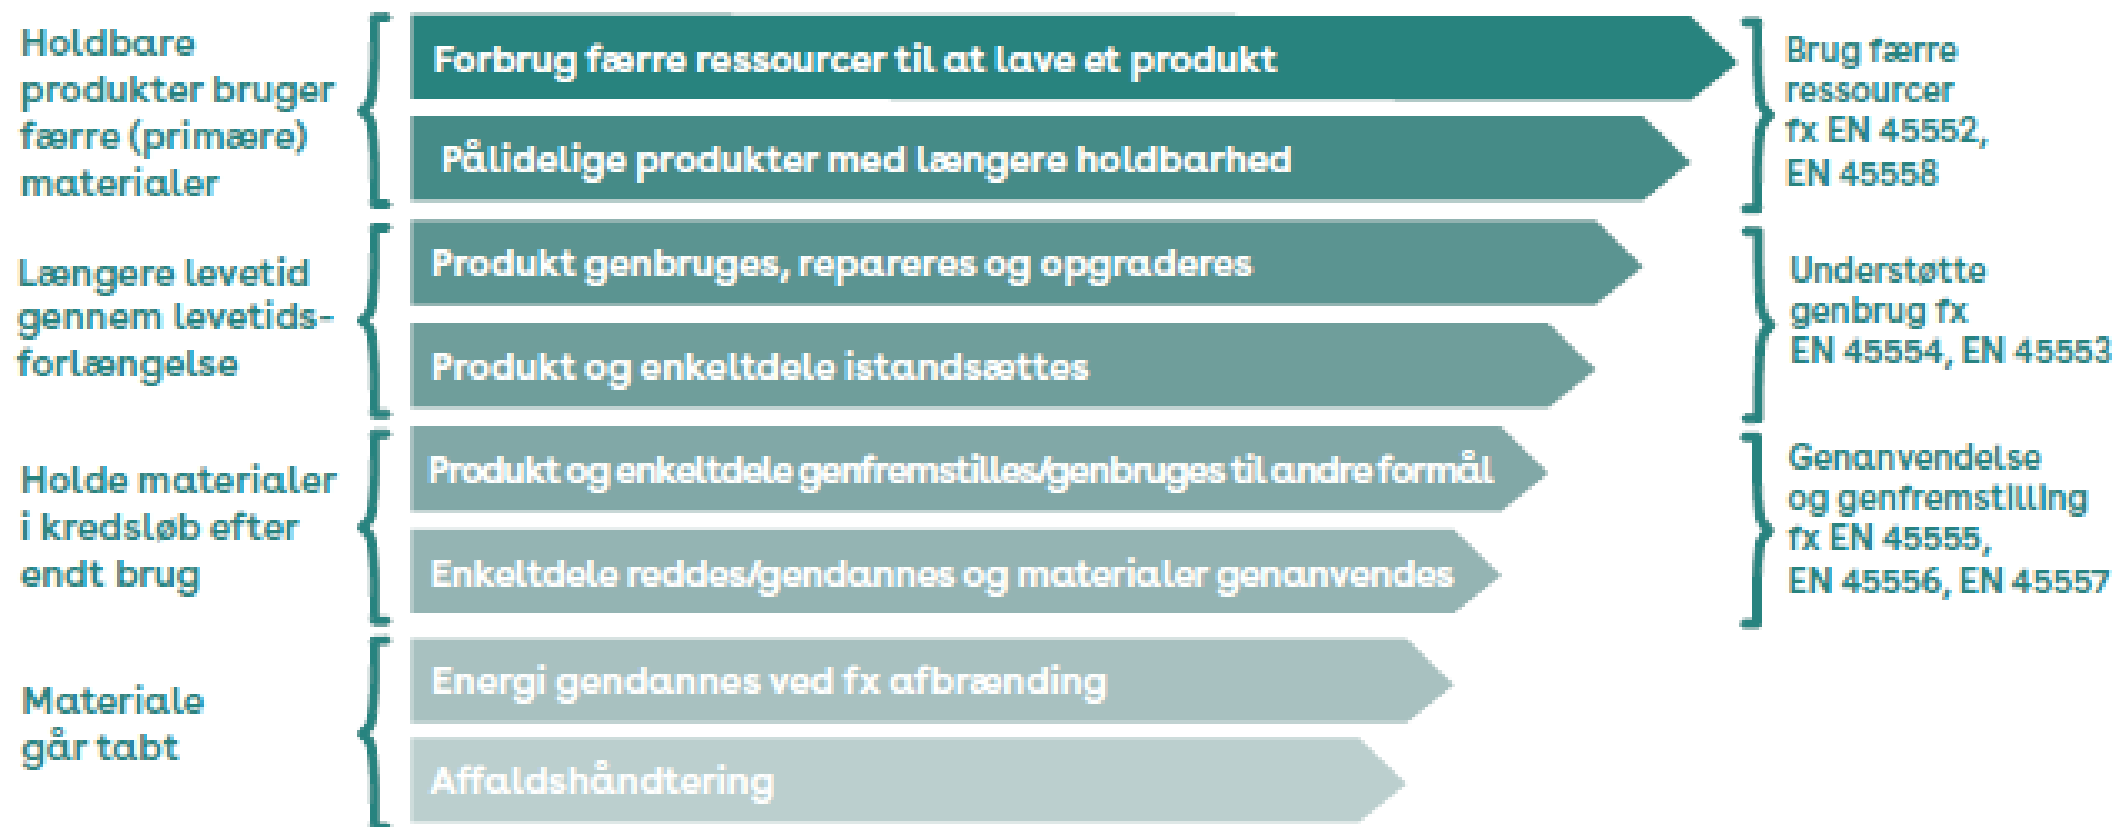 Holdbare
produkter bruger
færre (primære)
materialer
Forbrug færre ressourcer til at lave et produkt
Pålidelige produkter med længere holdbarhed
Brug færre
ressourcer
fx EN 45552,
EN 45558
Længere levetid
gennem levetids-
forlængelse
Produkt genbruges, repareres og opgraderes
Produkt og enkeltdele istandsættes
Understøtte
genbrug fx
EN 45554, EN 45553
Holde materialer
i kredsløb efter
endt brug
Produkt og enkeltdele genfremstilles/genbruges til andre formål
Enkeltdele reddes/gendannes og materialer genanvendes
Genanvendelse
og genfremstilling
fx EN 45555,
EN 45556, EN 45557
Materiale
går tabt
Energi gendannes ved fx afbrænding
Affaldshåndtering